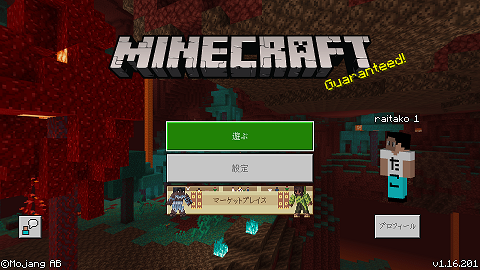 MINECRAFT
Guaranteed!
raitako 1
遊ぶ
設定
マーケットプレイス
た
プロフィール
©Mojang AB
v1.16.201